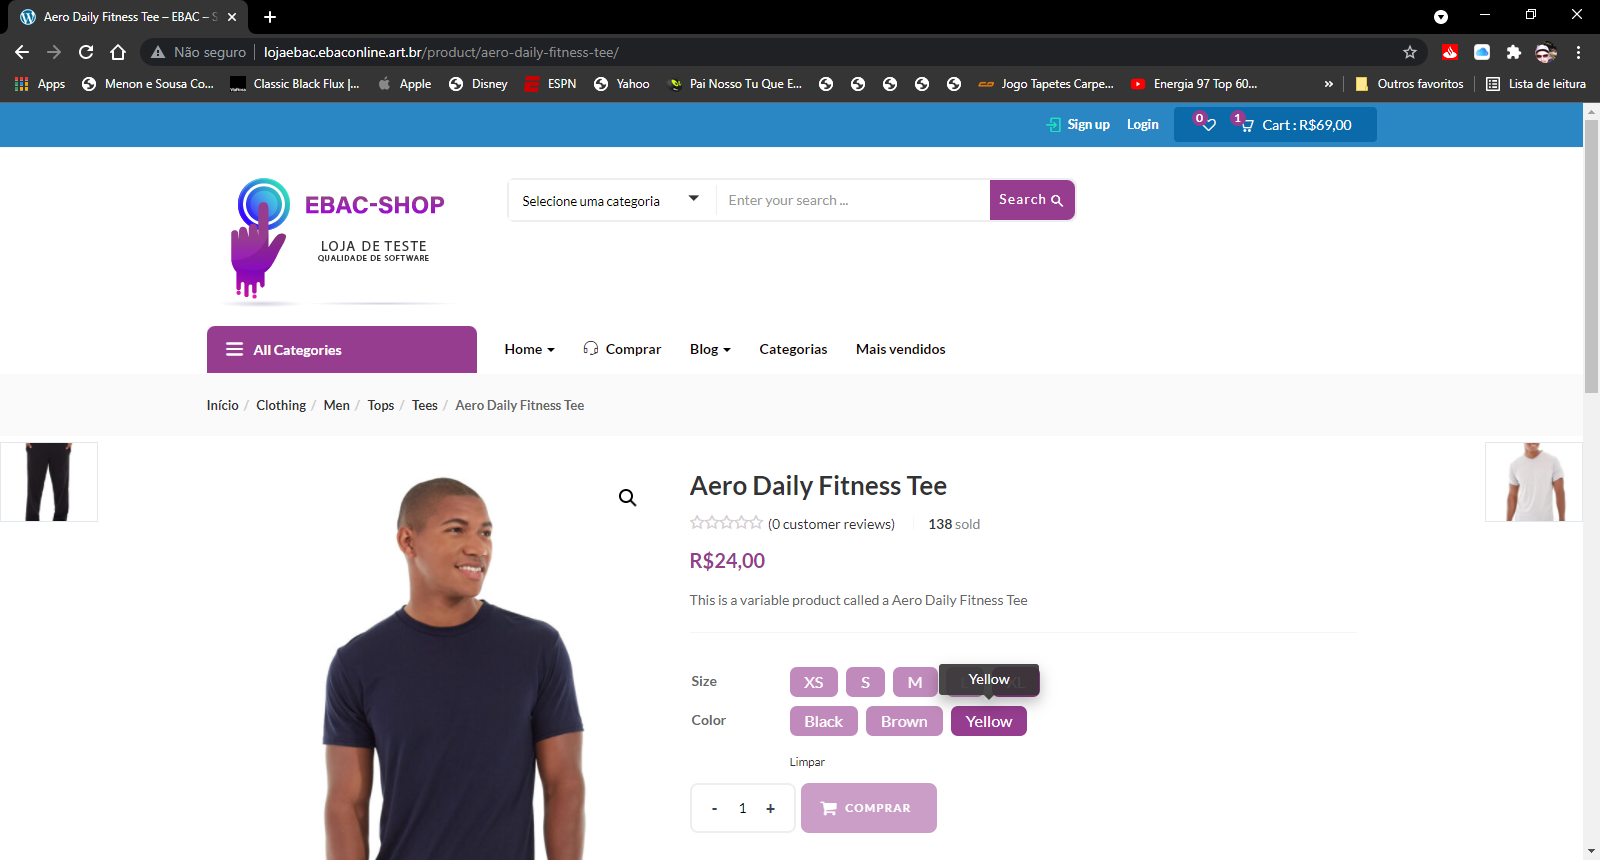 Aero Daily Fitness Tee – EBAC – S
Não seguro | lojaebac.ebaconline.art.br/product/aero-daily-fitness-tee/
Apps Menon e Sousa Co... Classic Black Flux |... Apple Disney ESPN Yahoo Pai Nosso Tu Que E... Jogo Tapetes Carpe... Energia 97 Top 60... » Outros favoritos Lista de leitura
Sign up Login 0 1 Cart : R$69,00
EBAC-SHOP
LOJA DE TESTE
QUALIDADE DE SOFTWARE
Selecione uma categoria Enter your search ... Search
All Categories Home Comprar Blog Categorias Mais vendidos
Início / Clothing / Men / Tops / Tees / Aero Daily Fitness Tee
Aero Daily Fitness Tee
(0 customer reviews) 138 sold
R$24,00
This is a variable product called a Aero Daily Fitness Tee
Yellow
Size XS S M L XL
Color Black Brown Yellow
Limpar
- 1 + COMPRAR